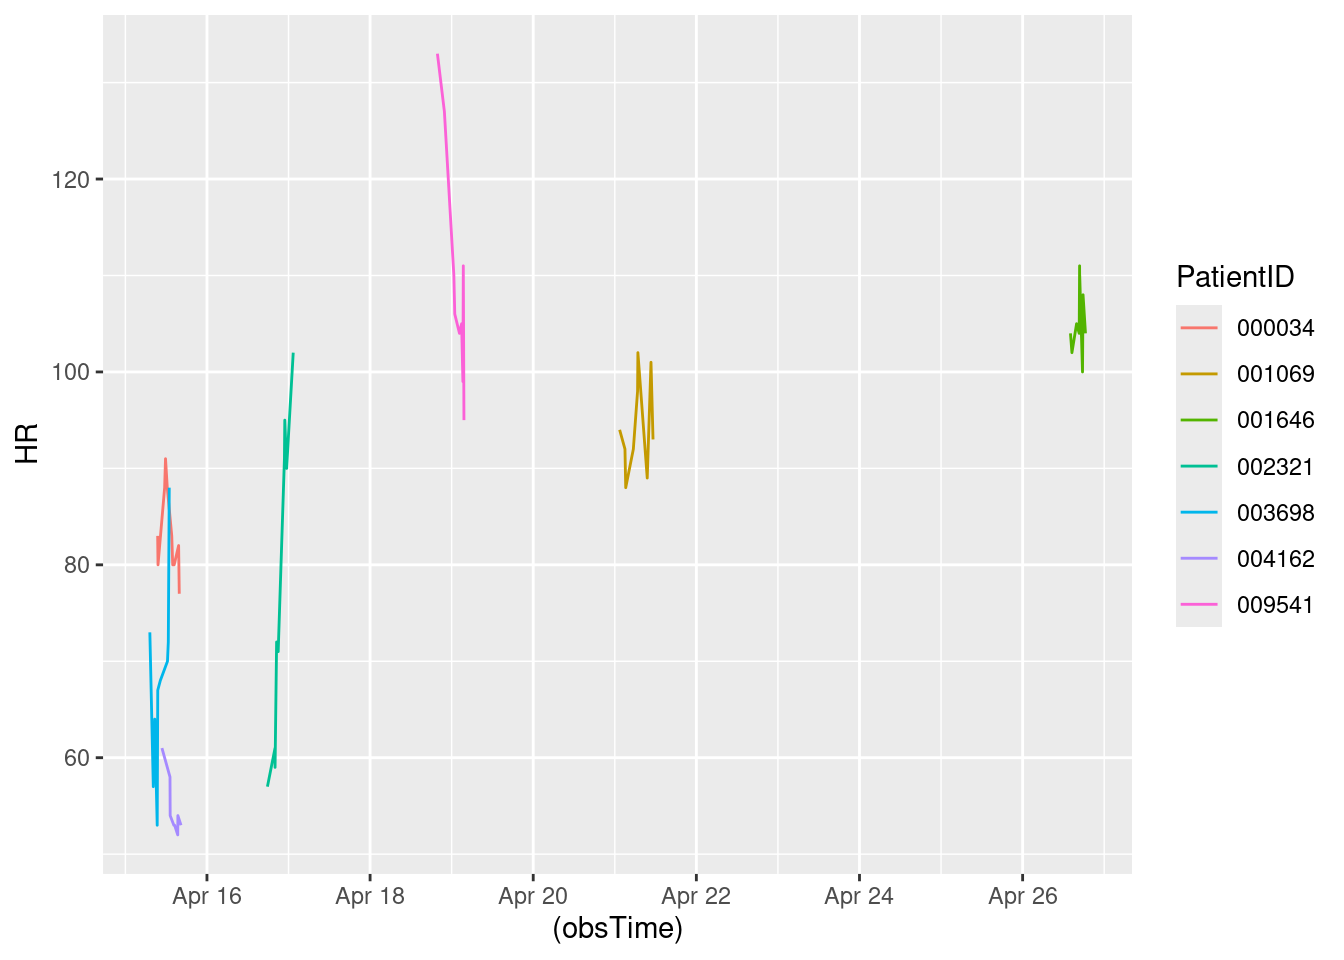 120
100
80
60
HR
Apr 16
Apr 18
Apr 20
Apr 22
Apr 24
Apr 26
(obsTime)
PatientID
000034
001069
001646
002321
003698
004162
009541